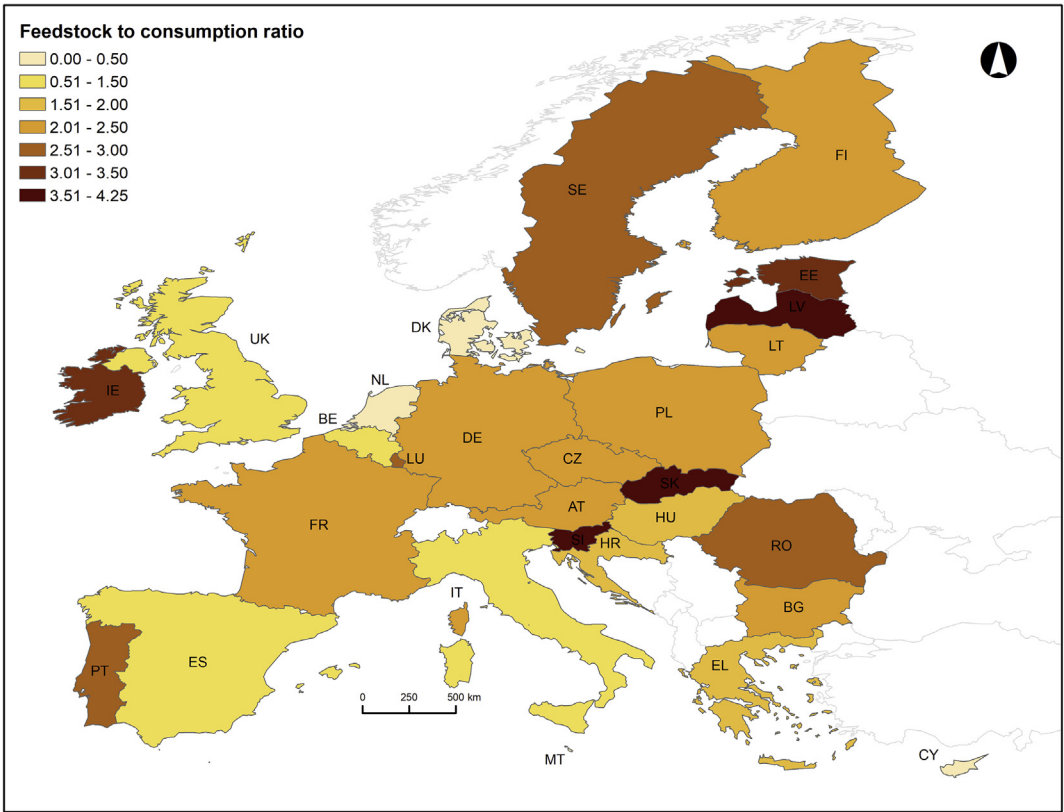 Feedstock to consumption ratio
0.00 - 0.50
0.51 - 1.50
1.51 - 2.00
2.01 - 2.50
2.51 - 3.00
3.01 - 3.50
3.51 - 4.25
FI
SE
EE
LV
LT
DK
UK
NL
IE
BE
PL
DE
LU
CZ
SK
AT
HU
FR
SI
HR
RO
IT
BG
ES
PT
EL
0 250 500 km
MT
CY